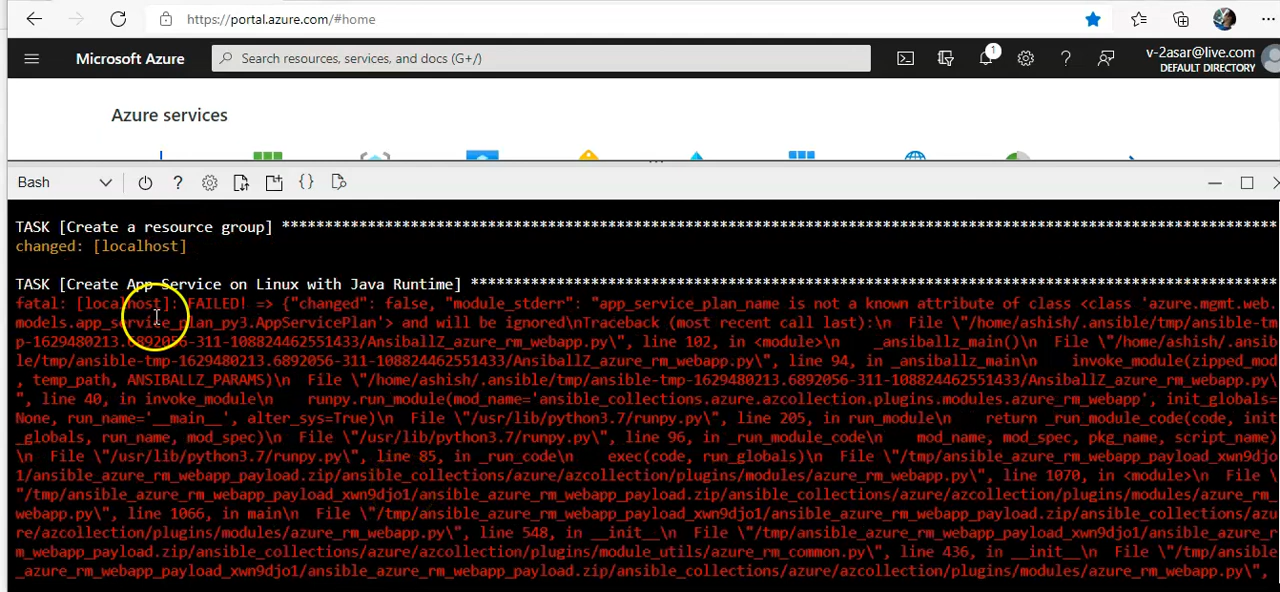 https://portal.azure.com/#home
Microsoft Azure
Search resources, services, and docs (G+/)
1
v-2asar@live.com
DEFAULT DIRECTORY
Azure services
Bash
TASK [Create a resource group] ****************************************************************************************************
changed: [localhost]
TASK [Create App Service on Linux with Java Runtime] **********************************************************************************
fatal: [localhost]: FAILED! => {"changed": false, "module_stderr": "app_service_plan_name is not a known attribute of class <class 'azure.mgmt.web.
models.app_service_plan_py3.AppServicePlan'> and will be ignored\nTraceback (most recent call last):\n  File \"/home/ashish/.ansible/tmp/ansible-tm
p-1629480213.6892056-311-108824462551433/AnsiballZ_azure_rm_webapp.py\", line 102, in <module>\n    _ansiballz_main()\n  File \"/home/ashish/.ansib
le/tmp/ansible-tmp-1629480213.6892056-311-108824462551433/AnsiballZ_azure_rm_webapp.py\", line 94, in _ansiballz_main\n    invoke_module(zipped_mod
, temp_path, ANSIBALLZ_PARAMS)\n  File \"/home/ashish/.ansible/tmp/ansible-tmp-1629480213.6892056-311-108824462551433/AnsiballZ_azure_rm_webapp.py\
", line 40, in invoke_module\n    runpy.run_module(mod_name='ansible_collections.azure.azcollection.plugins.modules.azure_rm_webapp', init_globals=
None, run_name='__main__', alter_sys=True)\n  File \"/usr/lib/python3.7/runpy.py\", line 205, in run_module\n    return _run_module_code(code, init
_globals, run_name, mod_spec)\n  File \"/usr/lib/python3.7/runpy.py\", line 96, in _run_module_code\n    mod_name, mod_spec, pkg_name, script_name)
\n  File \"/usr/lib/python3.7/runpy.py\", line 85, in _run_code\n    exec(code, run_globals)\n  File \"/tmp/ansible_azure_rm_webapp_payload_xwn9djo
1/ansible_azure_rm_webapp_payload.zip/ansible_collections/azure/azcollection/plugins/modules/azure_rm_webapp.py\", line 1070, in <module>\n  File \
"/tmp/ansible_azure_rm_webapp_payload_xwn9djo1/ansible_azure_rm_webapp_payload.zip/ansible_collections/azure/azcollection/plugins/modules/azure_rm_
webapp.py\", line 1066, in main\n  File \"/tmp/ansible_azure_rm_webapp_payload_xwn9djo1/ansible_azure_rm_webapp_payload.zip/ansible_collections/azu
re/azcollection/plugins/modules/azure_rm_webapp.py\", line 548, in __init__\n  File \"/tmp/ansible_azure_rm_webapp_payload_xwn9djo1/ansible_azure_r
m_webapp_payload.zip/ansible_collections/azure/azcollection/plugins/module_utils/azure_rm_common.py\", line 436, in __init__\n  File \"/tmp/ansible
_azure_rm_webapp_payload_xwn9djo1/ansible_azure_rm_webapp_payload.zip/ansible_collections/azure/azcollection/plugins/modules/azure_rm_webapp.py\",